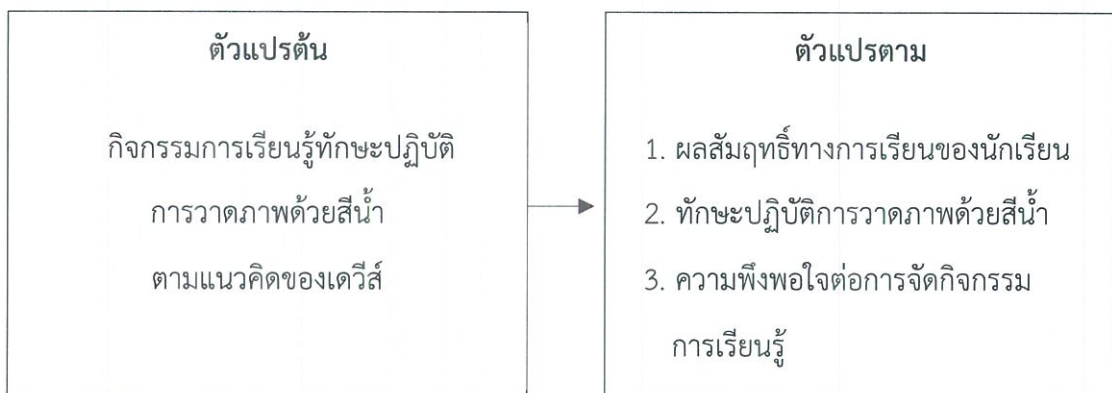 ตัวแปรต้น
กิจกรรมการเรียนรู้ทักษะปฏิบัติ
การวาดภาพด้วยสีน้ำ
ตามแนวคิดของเดวีส์
ตัวแปรตาม
1. ผลสัมฤทธิ์ทางการเรียนของนักเรียน
2. ทักษะปฏิบัติการวาดภาพด้วยสีน้ำ
3. ความพึงพอใจต่อการจัดกิจกรรม
การเรียนรู้